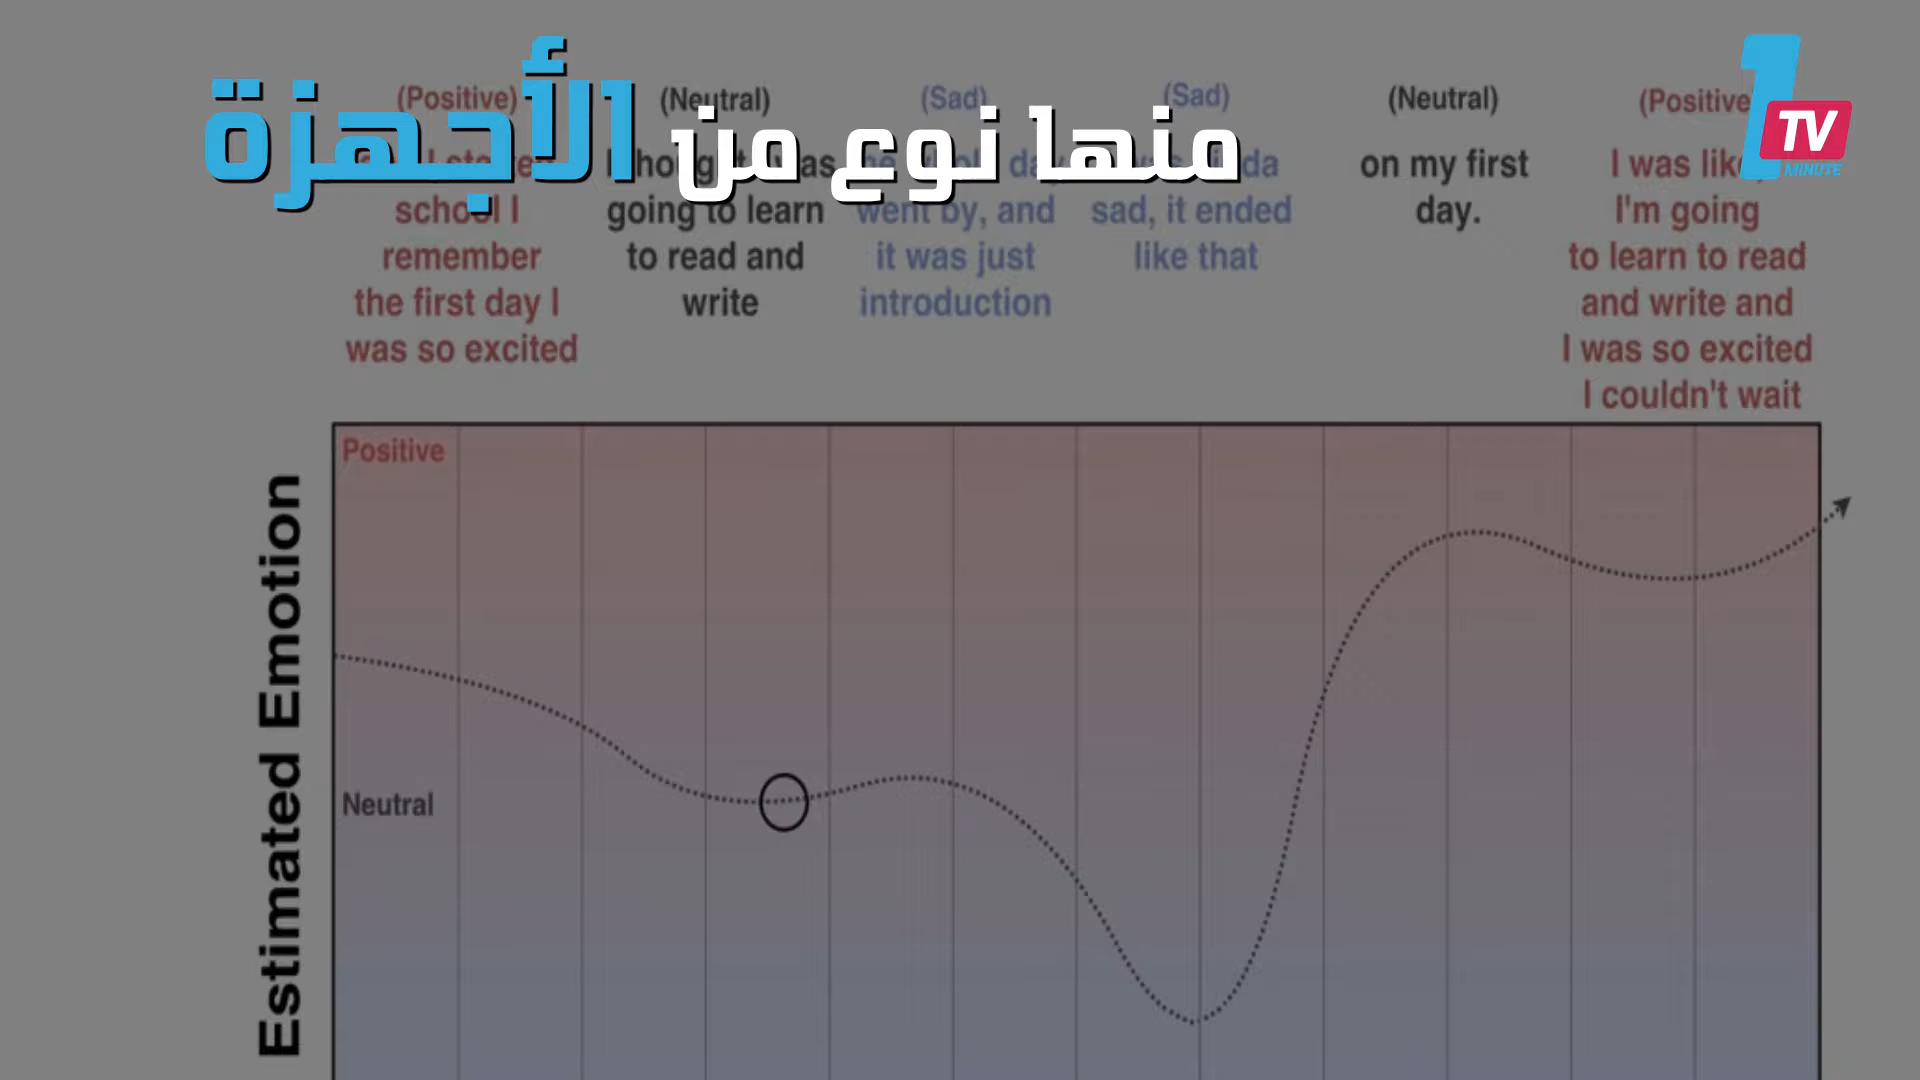 منها نوع من الأجهزة
TV
MINUTE
(Positive)
school I
remember
the first day I
was so excited
(Neutral)
going to learn
to read and
write
(Sad)
went by, and
it was just
introduction
(Sad)
sad, it ended
like that
(Neutral)
on my first
day.
(Positive
I was like
I'm going
to learn to read
and write and
I was so excited
I couldn't wait
Estimated Emotion
Positive
Neutral